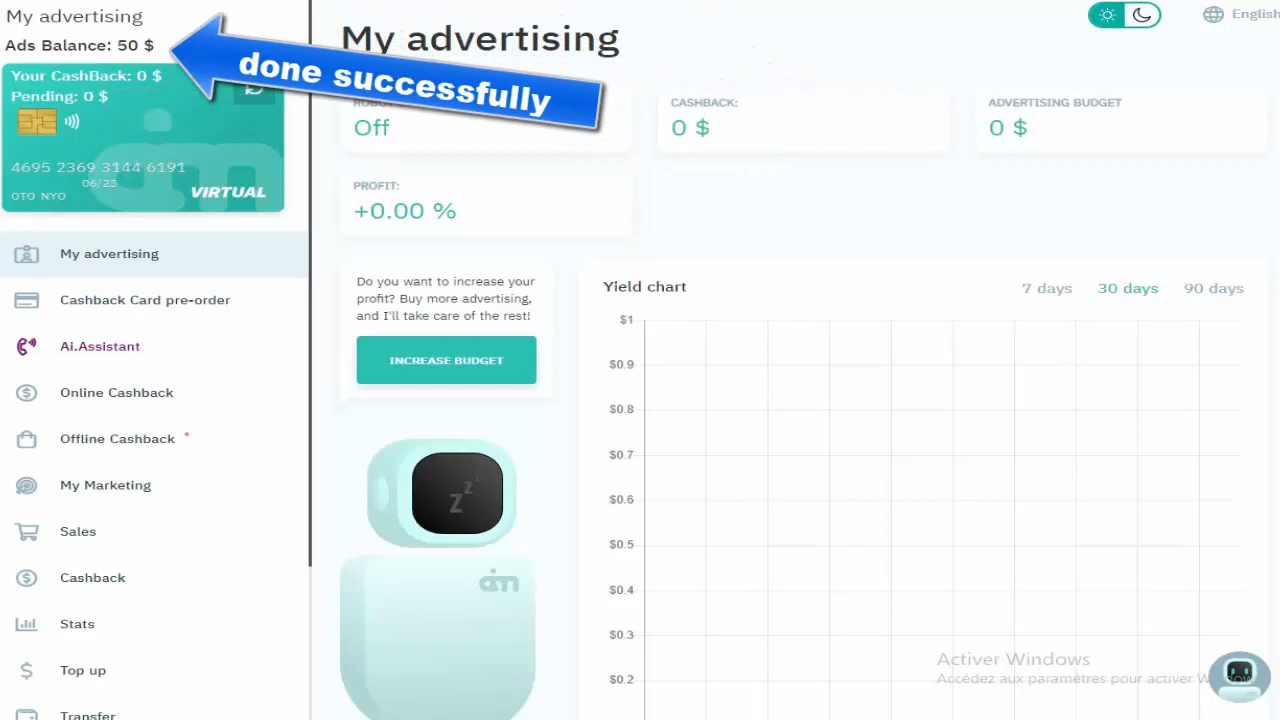 My advertising
Ads Balance: 50 $
Your CashBack: 0 $
Pending: 0 $
4695 2369 3144 6191
06/23
OTO NYO
VIRTUAL
My advertising
Cashback Card pre-order
Ai.Assistant
Online Cashback
Offline Cashback *
My Marketing
Sales
Cashback
Stats
Top up
Transfer
done successfully
My advertising
English
Off
CASHBACK:
0 $
ADVERTISING BUDGET
0 $
PROFIT:
+0.00 %
Do you want to increase your
profit? Buy more advertising,
and I'll take care of the rest!
INCREASE BUDGET
zzz
aim
Yield chart
7 days
30 days
90 days
$1
$0.9
$0.8
$0.7
$0.6
$0.5
$0.4
$0.3
$0.2
Activer Windows
Accédez aux paramètres pour activer